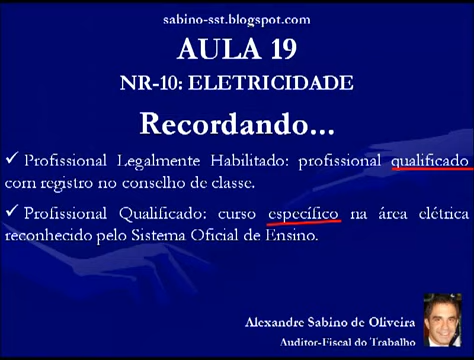 sabino-sst.blogspot.com
AULA 19
NR-10: ELETRICIDADE
Recordando...
✓ Profissional Legalmente Habilitado: profissional qualificado
com registro no conselho de classe.
✓ Profissional Qualificado: curso específico na área elétrica
reconhecido pelo Sistema Oficial de Ensino.
Alexandre Sabino de Oliveira
Auditor-Fiscal do Trabalho